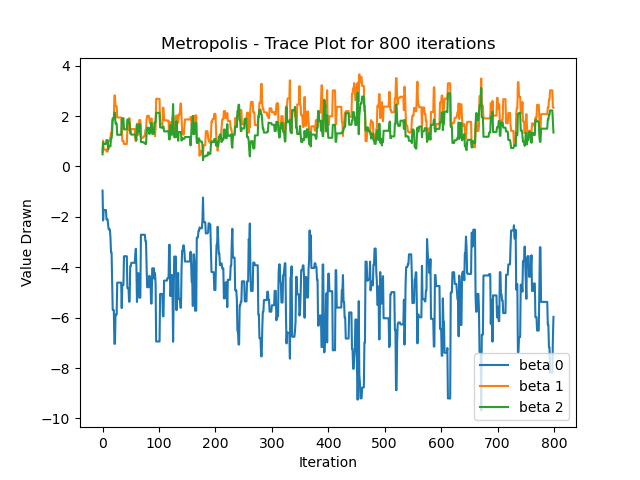 Metropolis - Trace Plot for 800 iterations
4
2
0
−2
−4
−6
−8
−10
Value Drawn
0 100 200 300 400 500 600 700 800
Iteration
beta 0
beta 1
beta 2